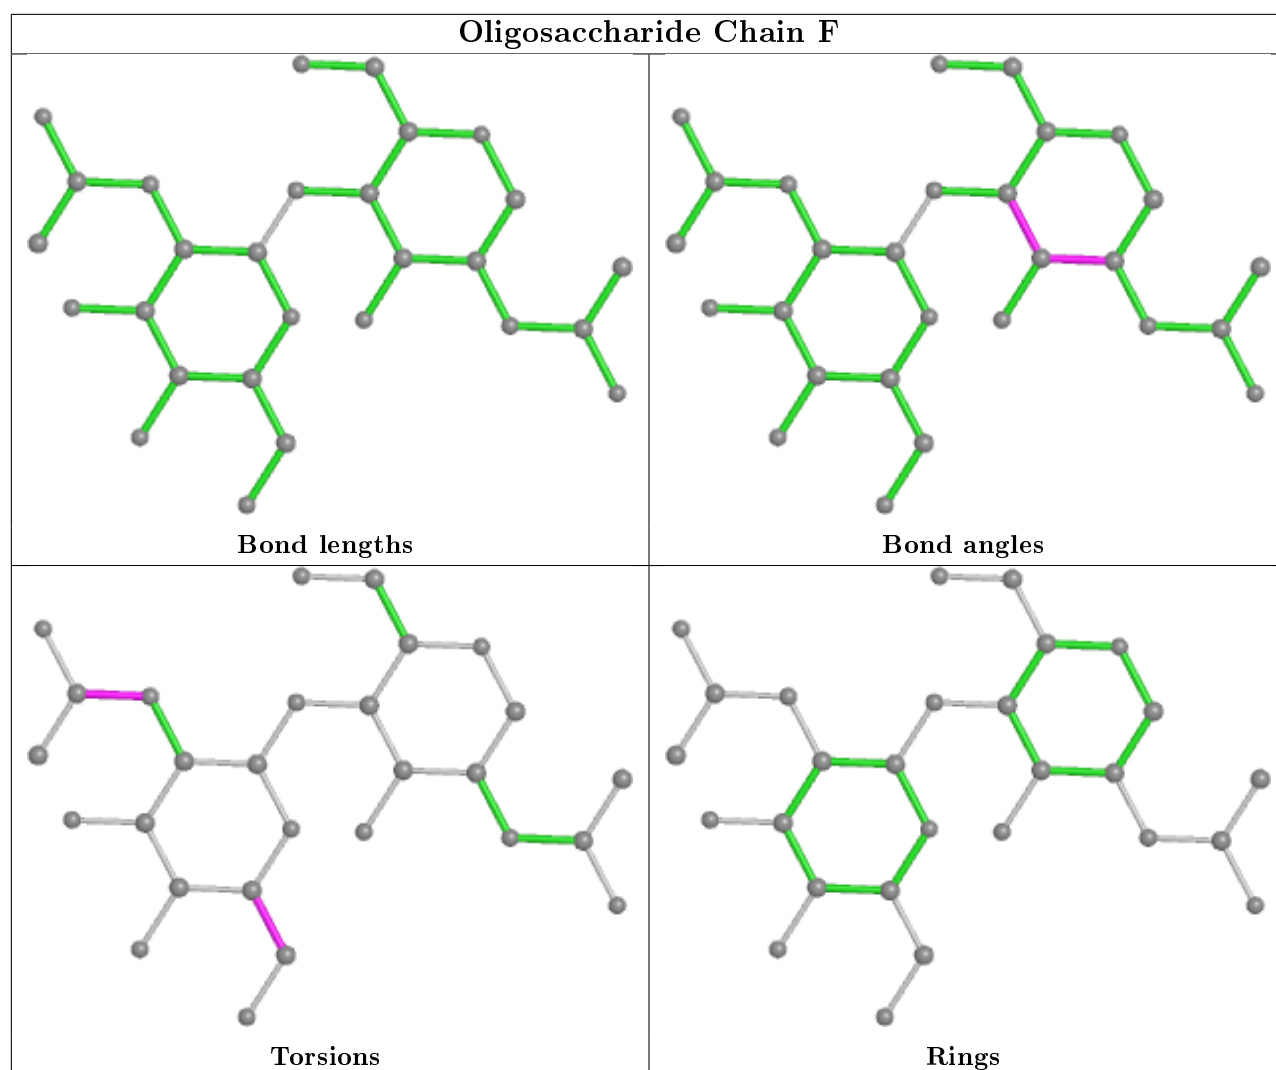 Oligosaccharide Chain F
Bond lengths
Bond angles
Torsions
Rings